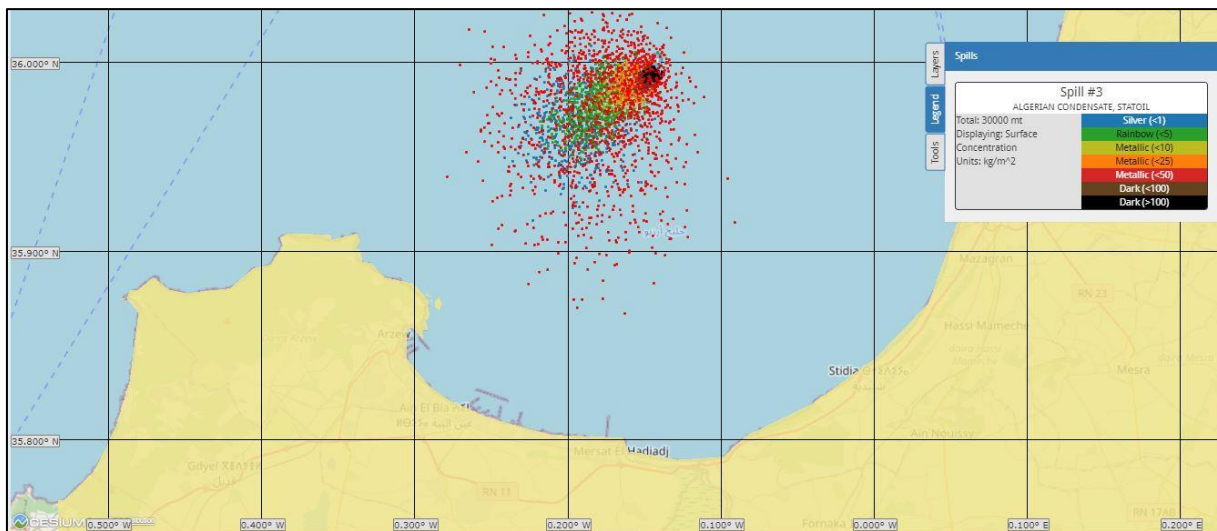 36.000° N
35.900° N
35.800° N
0.500° W
0.400° W
0.300° W
0.200° W
0.100° W
0.000° W
0.100° E
0.200° E
Layers
Legend
Tools
Spills
Spill #3
ALGERIAN CONDENSATE, STATOIL
Total: 30000 mt
Displaying: Surface
Concentration
Units: kg/m^2
Silver (<1)
Rainbow (<5)
Metallic (<10)
Metallic (<25)
Metallic (<50)
Dark (<100)
Dark (>100)
Mazagran
RN 23
Hassi Mameche
Mesra
Stidia
Ain Nouissy
Arzew
Ain El Bia
عين البية
Gdyel
Mersat El Hadjadj
RN 11
Fornaka
RN 17AB
CESIUM